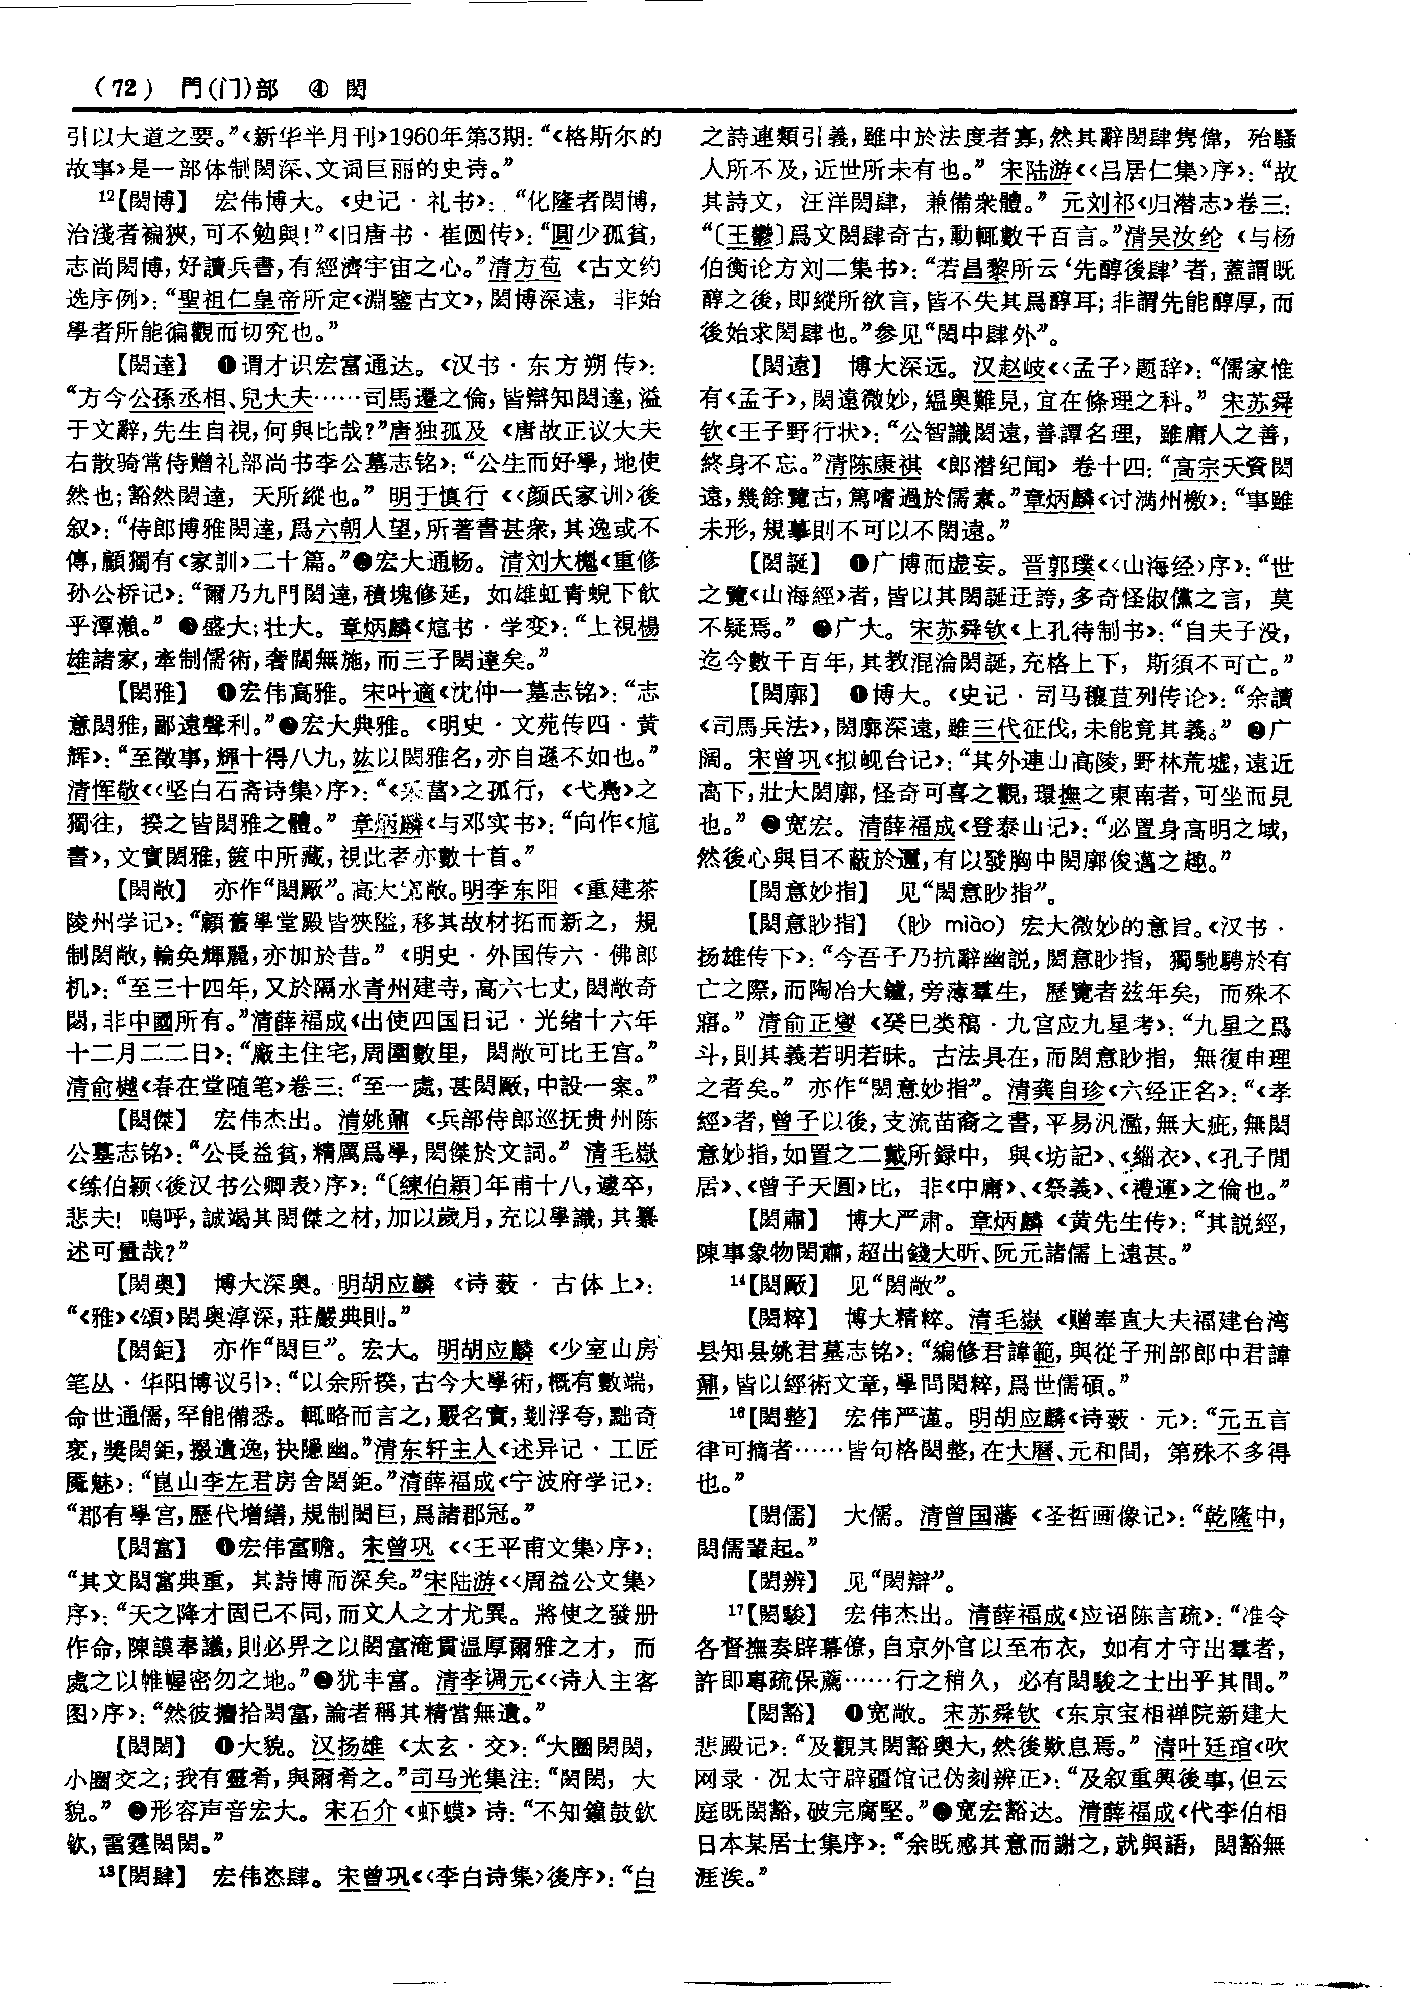 (72) 門(门)部 ④ 閎
引以大道之要。”《新华半月刊》1960年第3期：“《格斯尔的
故事》是一部体制閎深、文词巨丽的史诗。”
12【閎博】 宏伟博大。《史记·礼书》：“化隆者閎博，
治淺者褊狹，可不勉與！”《旧唐书·崔圆传》：“圓少孤貧，
志尚閎博，好讀兵書，有經濟宇宙之心。”清方苞《古文约
选序例》：“聖祖仁皇帝所定《淵鑒古文》，閎博深遠，非始
學者所能徧觀而切究也。”
【閎達】 ❶谓才识宏富通达。《汉书·东方朔传》：
“方今公孫丞相、兒大夫……司馬遷之倫，皆辯知閎達，溢
于文辭，先生自視，何與比哉？”唐独孤及《唐故正议大夫
右散骑常侍赠礼部尚书李公墓志铭》：“公生而好學，地使
然也；豁然閎達，天所縱也。”明于慎行《〈颜氏家训〉後
叙》：“侍郎博雅閎達，爲六朝人望，所著書甚衆，其逸或不
傳，顧獨有《家訓》二十篇。”❷宏大通畅。清刘大櫆《重修
孙公桥记》：“爾乃九門閎達，積塊修延，如雄虹青蜺下飲
乎潭瀨。”❸盛大；壮大。章炳麟《訄书·学变》：“上視楊
雄諸家，牽制儒術，奢闊無施，而三子閎達矣。”
【閎雅】 ❶宏伟高雅。宋叶適《沈仲一墓志铭》：“志
意閎雅，鄙遠聲利。”❷宏大典雅。《明史·文苑传四·黄
辉》：“至徵事，輝十得八九，竑以閎雅名，亦自遜不如也。”
清恽敬《〈坚白石斋诗集〉序》：“《采葍》之孤行，《弋鳧》之
獨往，揆之皆閎雅之體。”章炳麟《与邓实书》：“向作《訄
書》，文實閎雅，篋中所藏，視此者亦數十首。”
【閎敞】 亦作“閎厰”。高大宽敞。明李东阳《重建茶
陵州学记》：“顧舊學堂殿皆狹隘，移其故材拓而新之，規
制閎敞，輪奂輝麗，亦加於昔。”《明史·外国传六·佛郎
机》：“至三十四年，又於隔水青州建寺，高六七丈，閎敞奇
閟，非中國所有。”清薛福成《出使四国日记·光绪十六年
十二月二二日》：“廠主住宅，周圍數里，閎敞可比王宫。”
清俞樾《春在堂随笔》卷三：“至一處，甚閎厰，中設一案。”
【閎傑】 宏伟杰出。清姚鼐《兵部侍郎巡抚贵州陈
公墓志铭》：“公長益貧，精厲爲學，閎傑於文詞。”清毛嶽
《练伯颖〈後汉书公卿表〉序》：“〔練伯穎〕年甫十八，遽卒，
悲夫！嗚呼，誠竭其閎傑之材，加以歲月，充以學識，其纂
述可量哉？”
【閎奥】 博大深奥。明胡应麟《诗薮·古体上》：
“《雅》《頌》閎奥淳深，莊嚴典則。”
【閎鉅】 亦作“閎巨”。宏大。明胡应麟《少室山房
笔丛·华阳博议引》：“以余所揆，古今大學術，概有數端，
命世通儒，罕能備悉。輒略而言之，覈名實，剗浮夸，黜奇
衺，獎閎鉅，掇遺逸，抉隱幽。”清东轩主人《述异记·工匠
魇魅》：“崑山李左君房舍閎鉅。”清薛福成《宁波府学记》：
“郡有學宫，歷代增繕，規制閎巨，爲諸郡冠。”
【閎富】 ❶宏伟富赡。宋曾巩《〈王平甫文集〉序》：
“其文閎富典重，其詩博而深矣。”宋陆游《〈周益公文集〉
序》：“天之降才固已不同，而文人之才尤異。將使之發册
作命，陳謨奉議，則必畀之以閎富淹貫温厚爾雅之才，而
處之以帷幄密勿之地。”❷犹丰富。清李调元《〈诗人主客
图〉序》：“然彼攟拾閎富，論者稱其精當無遺。”
【閎閎】 ❶大貌。汉扬雄《太玄·交》：“大圈閎閎，
小圈交之；我有靈肴，與爾肴之。”司马光集注：“閎閎，大
貌。”❷形容声音宏大。宋石介《虾蟆》诗：“不知鐘鼓欽
欽，雷霆閎閎。”
13【閎肆】 宏伟恣肆。宋曾巩《〈李白诗集〉後序》：“白
之詩連類引義，雖中於法度者寡，然其辭閎肆雋偉，殆騷
人所不及，近世所未有也。”宋陆游《〈吕居仁集〉序》：“故
其詩文，汪洋閎肆，兼備衆體。”元刘祁《归潜志》卷三：
“〔王鬱〕爲文閎肆奇古，動輒數千百言。”清吴汝纶《与杨
伯衡论方刘二集书》：“若昌黎所云‘先醇後肆’者，蓋謂既
醇之後，即縱所欲言，皆不失其爲醇耳；非謂先能醇厚，而
後始求閎肆也。”参见“閎中肆外”。
【閎遠】 博大深远。汉赵岐《〈孟子〉题辞》：“儒家惟
有《孟子》，閎遠微妙，緼奥難見，宜在條理之科。”宋苏舜
钦《王子野行状》：“公智識閎遠，善譚名理，雖庸人之善，
終身不忘。”清陈康祺《郎潜纪闻》卷十四：“高宗天資閎
遠，幾餘覽古，篤嗜過於儒素。”章炳麟《讨满州檄》：“事雖
未形，規摹則不可以不閎遠。”
【閎誕】 ❶广博而虚妄。晋郭璞《〈山海经〉序》：“世
之覽《山海經》者，皆以其閎誕迂誇，多奇怪俶儻之言，莫
不疑焉。”❷广大。宋苏舜钦《上孔待制书》：“自夫子没，
迄今數千百年，其教混淪閎誕，充格上下，斯須不可亡。”
【閎廓】 ❶博大。《史记·司马穰苴列传论》：“余讀
《司馬兵法》，閎廓深遠，雖三代征伐，未能竟其義。”❷广
阔。宋曾巩《拟岘台记》：“其外連山高陵，野林荒墟，遠近
高下，壯大閎廓，怪奇可喜之觀，環撫之東南者，可坐而見
也。”❸宽宏。清薛福成《登泰山记》：“必置身高明之域，
然後心與目不蔽於邇，有以發胸中閎廓俊邁之趣。”
【閎意妙指】 见“閎意眇指”。
【閎意眇指】 （眇 miào）宏大微妙的意旨。《汉书·
扬雄传下》：“今吾子乃抗辭幽説，閎意眇指，獨馳騁於有
亡之際，而陶冶大鑪，旁薄羣生，歷覽者兹年矣，而殊不
寤。”清俞正燮《癸巳类稿·九宫应九星考》：“九星之爲
斗，則其義若明若昧。古法具在，而閎意眇指，無復申理
之者矣。”亦作“閎意妙指”。清龚自珍《六经正名》：“《孝
經》者，曾子以後，支流苗裔之書，平易汎濫，無大疵，無閎
意妙指，如置之二戴所録中，與《坊記》、《緇衣》、《孔子閒
居》、《曾子天圓》比，非《中庸》、《祭義》、《禮運》之倫也。”
【閎肅】 博大严肃。章炳麟《黄先生传》：“其説經，
陳事象物閎肅，超出錢大昕、阮元諸儒上遠甚。”
14【閎厰】 见“閎敞”。
【閎粹】 博大精粹。清毛嶽《赠奉直大夫福建台湾
县知县姚君墓志铭》：“編修君諱範，與從子刑部郎中君諱
鼐，皆以經術文章，學問閎粹，爲世儒碩。”
16【閎整】 宏伟严谨。明胡应麟《诗薮·元》：“元五言
律可摘者……皆句格閎整，在大曆、元和間，第殊不多得
也。”
【閎儒】 大儒。清曾国藩《圣哲画像记》：“乾隆中，
閎儒輩起。”
【閎辨】 见“閎辯”。
17【閎駿】 宏伟杰出。清薛福成《应诏陈言疏》：“准令
各督撫奏辟幕僚，自京外官以至布衣，如有才守出羣者，
許即專疏保薦……行之稍久，必有閎駿之士出乎其間。”
【閎豁】 ❶宽敞。宋苏舜钦《东京宝相禅院新建大
悲殿记》：“及觀其閎豁奥大，然後歎息焉。”清叶廷琯《吹
网录·况太守辟疆馆记伪刻辨正》：“及叙重興後事，但云
庭既閎豁，破完腐堅。”❷宽宏豁达。清薛福成《代李伯相
日本某居士集序》：“余既感其意而謝之，就與語，閎豁無
涯涘。”